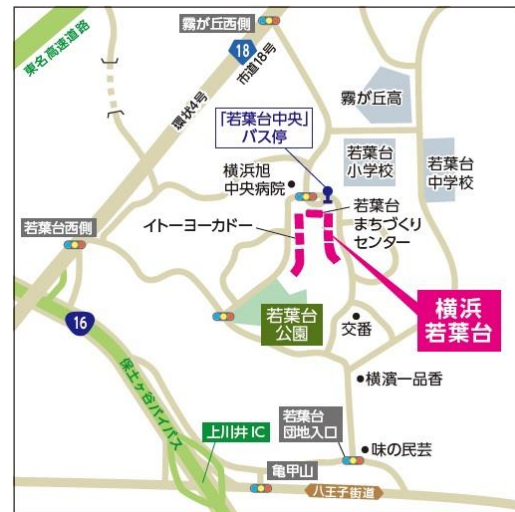 東名高速道路
霧が丘西側
18
市道18号
環状4号
霧が丘高
「若葉台中央」
バス停
若葉台
小学校
若葉台
中学校
横浜旭
中央病院
若葉台
まちづくり
センター
イトーヨーカドー
若葉台西側
16
若葉台
公園
交番
横浜
若葉台
横濱一品香
保土ヶ谷バイパス
上川井IC
若葉台
団地入口
味の民芸
亀甲山
八王子街道